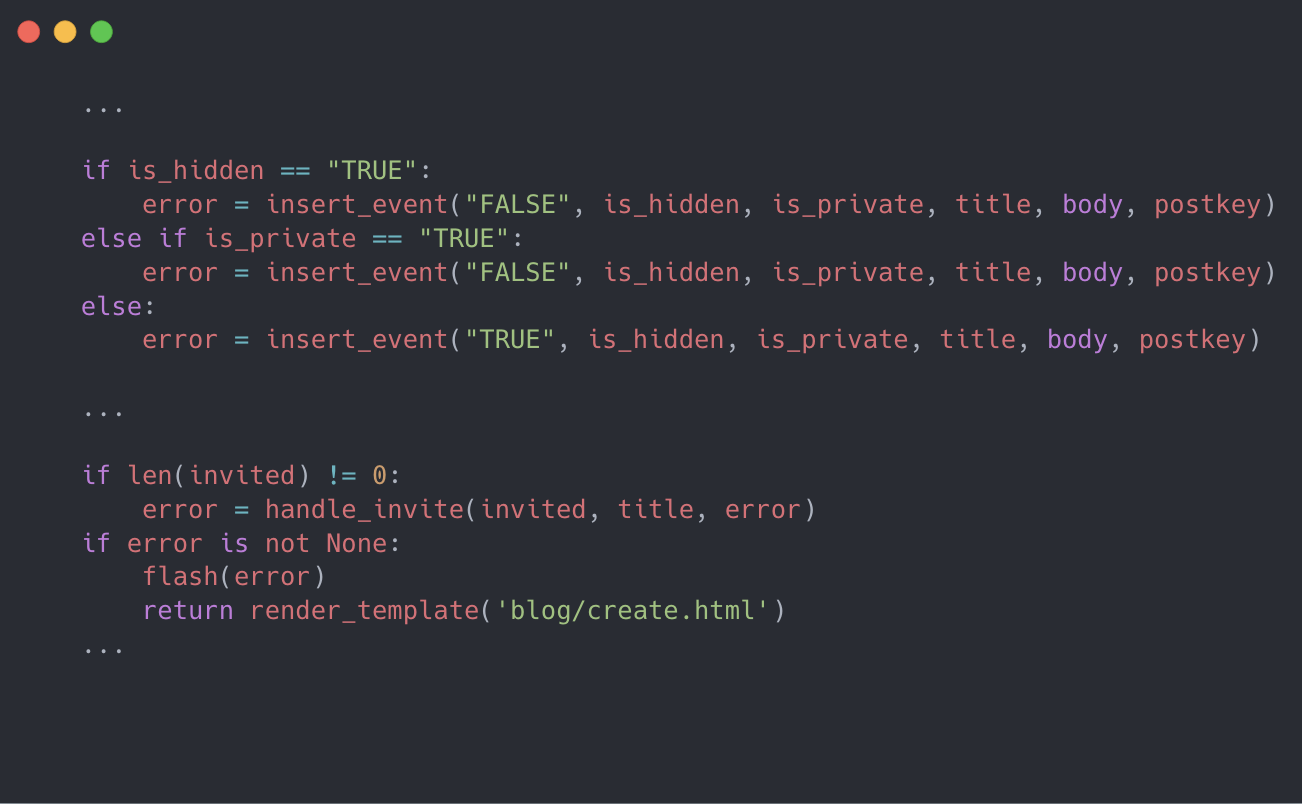 ...
if is_hidden == "TRUE":
    error = insert_event("FALSE", is_hidden, is_private, title, body, postkey)
else if is_private == "TRUE":
    error = insert_event("FALSE", is_hidden, is_private, title, body, postkey)
else:
    error = insert_event("TRUE", is_hidden, is_private, title, body, postkey)
...
if len(invited) != 0:
    error = handle_invite(invited, title, error)
if error is not None:
    flash(error)
    return render_template('blog/create.html')
...